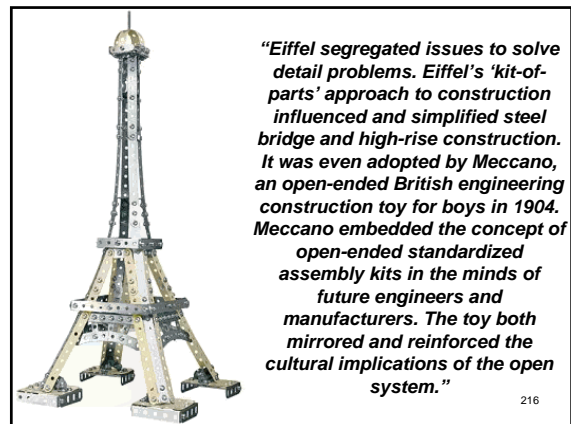 “Eiffel segregated issues to solve
detail problems. Eiffel’s ‘kit-of-
parts’ approach to construction
influenced and simplified steel
bridge and high-rise construction.
It was even adopted by Meccano,
an open-ended British engineering
construction toy for boys in 1904.
Meccano embedded the concept of
open-ended standardized
assembly kits in the minds of
future engineers and
manufacturers. The toy both
mirrored and reinforced the
cultural implications of the open
system.”
216